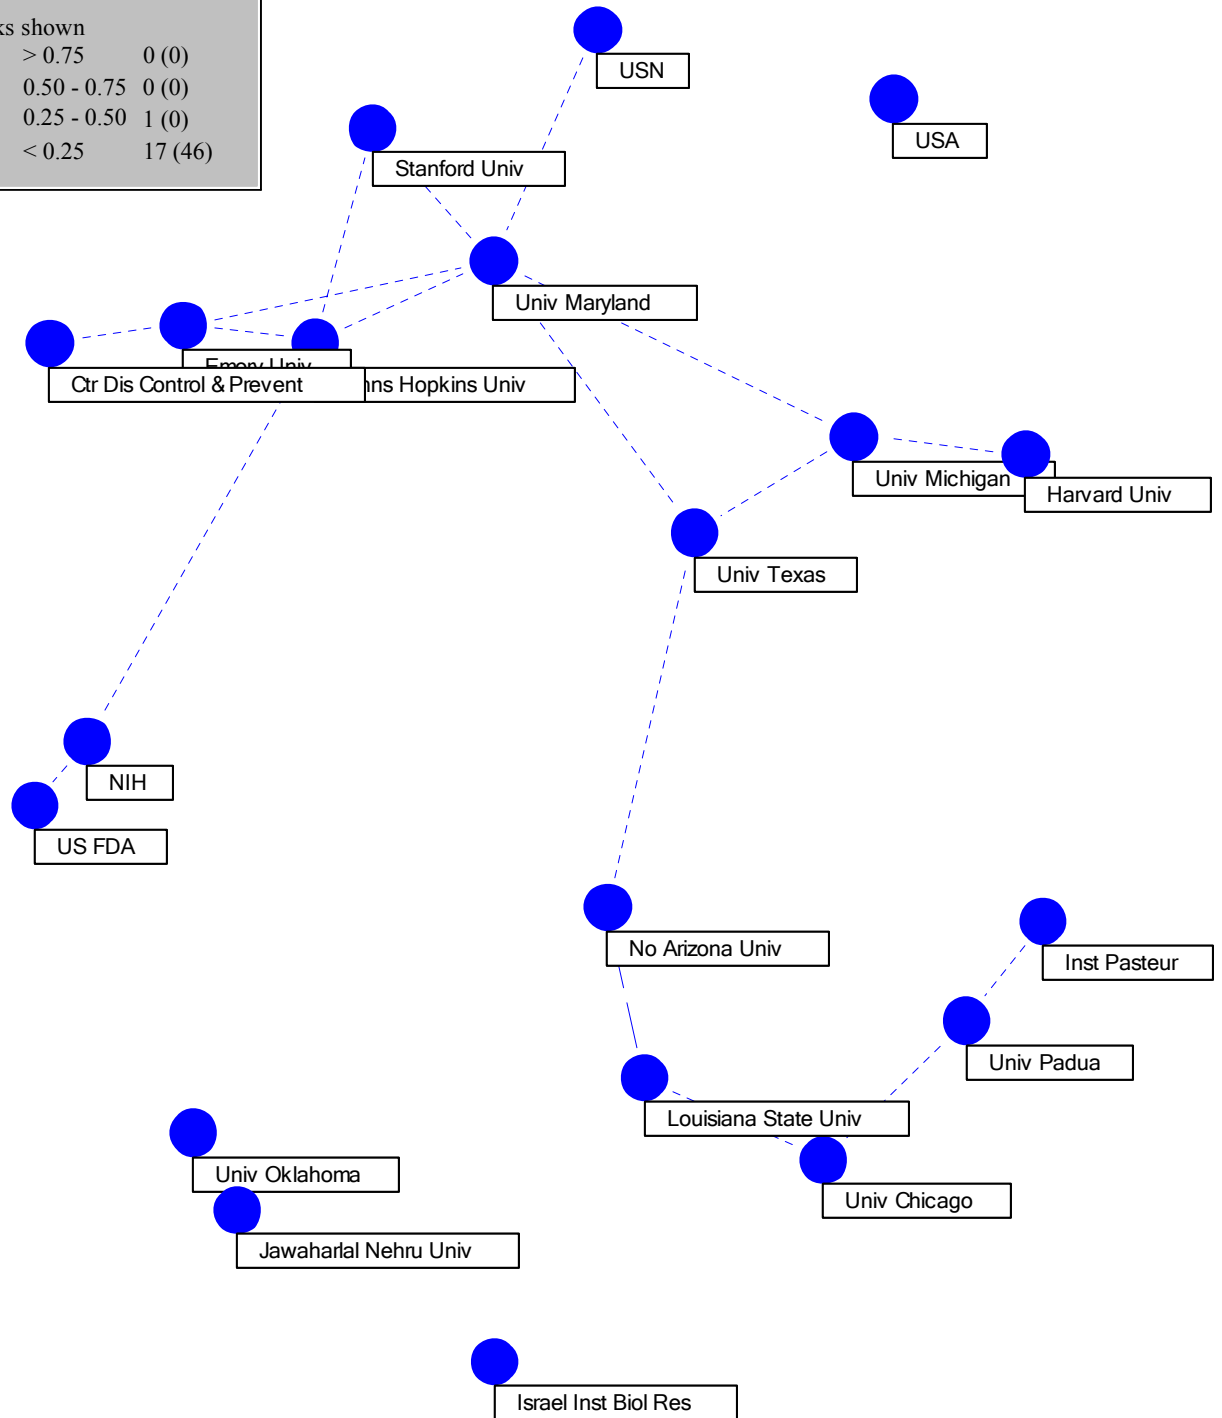 shown
> 0.75 0 (0)
0.50 - 0.75 0 (0)
0.25 - 0.50 1 (0)
< 0.25 17 (46)
USN
USA
Stanford Univ
Univ Maryland
Emory Univ
Ctr Dis Control & Prevent
Hopkins Univ
Univ Michigan
Harvard Univ
Univ Texas
NIH
US FDA
No Arizona Univ
Inst Pasteur
Univ Padua
Louisiana State Univ
Univ Oklahoma
Univ Chicago
Jawaharlal Nehru Univ
Israel Inst Biol Res